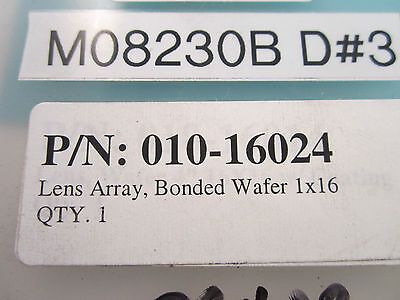 M08230B D#3
P/N: 010-16024
Lens Array, Bonded Wafer 1x16
QTY. 1